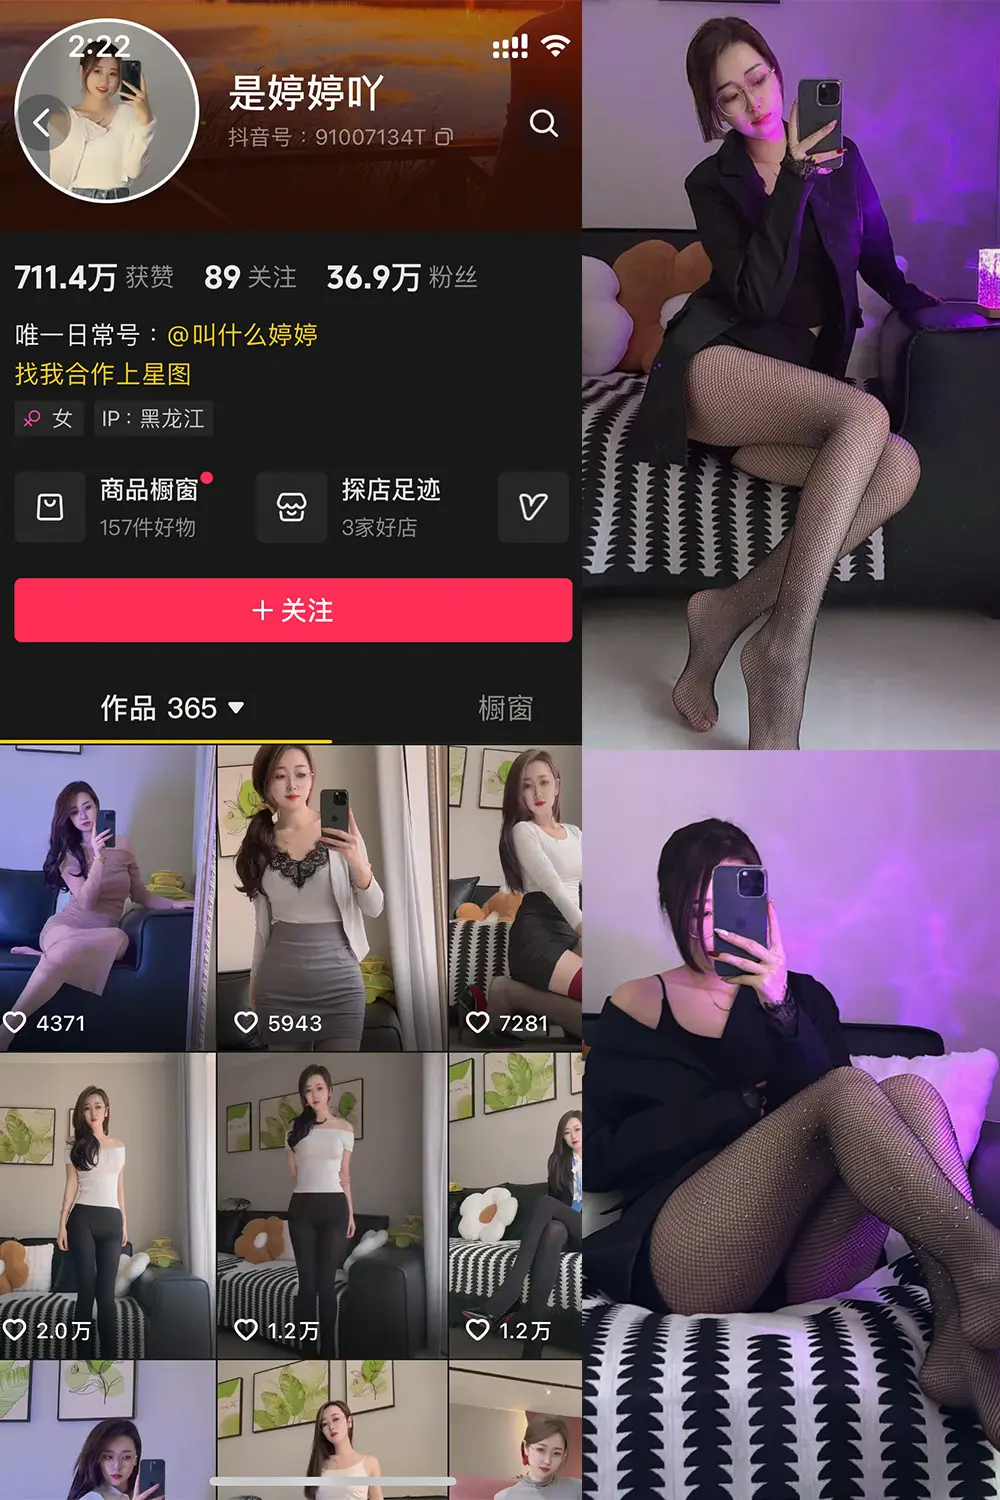 2:22
是婷婷吖
抖音号：91007134T
711.4万 获赞 89 关注 36.9万 粉丝
唯一日常号：@叫什么婷婷
找我合作上星图
女 IP：黑龙江
商品橱窗 探店足迹
157件好物 3家好店
+ 关注
作品 365 橱窗
4371 5943 7281
2.0万 1.2万 1.2万